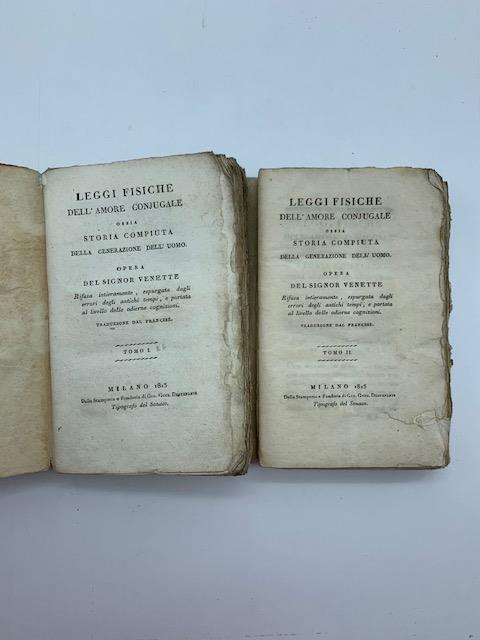 LEGGI FISICHE
DELL' AMORE CONJUGALE
OSSIA
STORIA COMPIUTA
DELLA GENERAZIONE DELL' UOMO.
OPERA
DEL SIGNOR VENETTE
Rifusa intieramente, espurgata dagli
errori degli antichi tempi, e portata
al livello delle odierne cognizioni.
TRADUZIONE DAL FRANCESE.
TOMO I.
MILANO 1813
Dalla Stamperia e Fonderia di Gio. Gius. Destefanis
Tipografo del Senato.
LEGGI FISICHE
DELL' AMORE CONJUGALE
OSSIA
STORIA COMPIUTA
DELLA GENERAZIONE DELL' UOMO.
OPERA
DEL SIGNOR VENETTE
Rifusa intieramente, espurgata dagli
errori degli antichi tempi, e portata
al livello delle odierne cognizioni.
TRADUZIONE DAL FRANCESE.
TOMO II.
MILANO 1813
Dalla Stamperia e Fonderia di Gio. Gius. Destefanis
Tipografo del Senato.